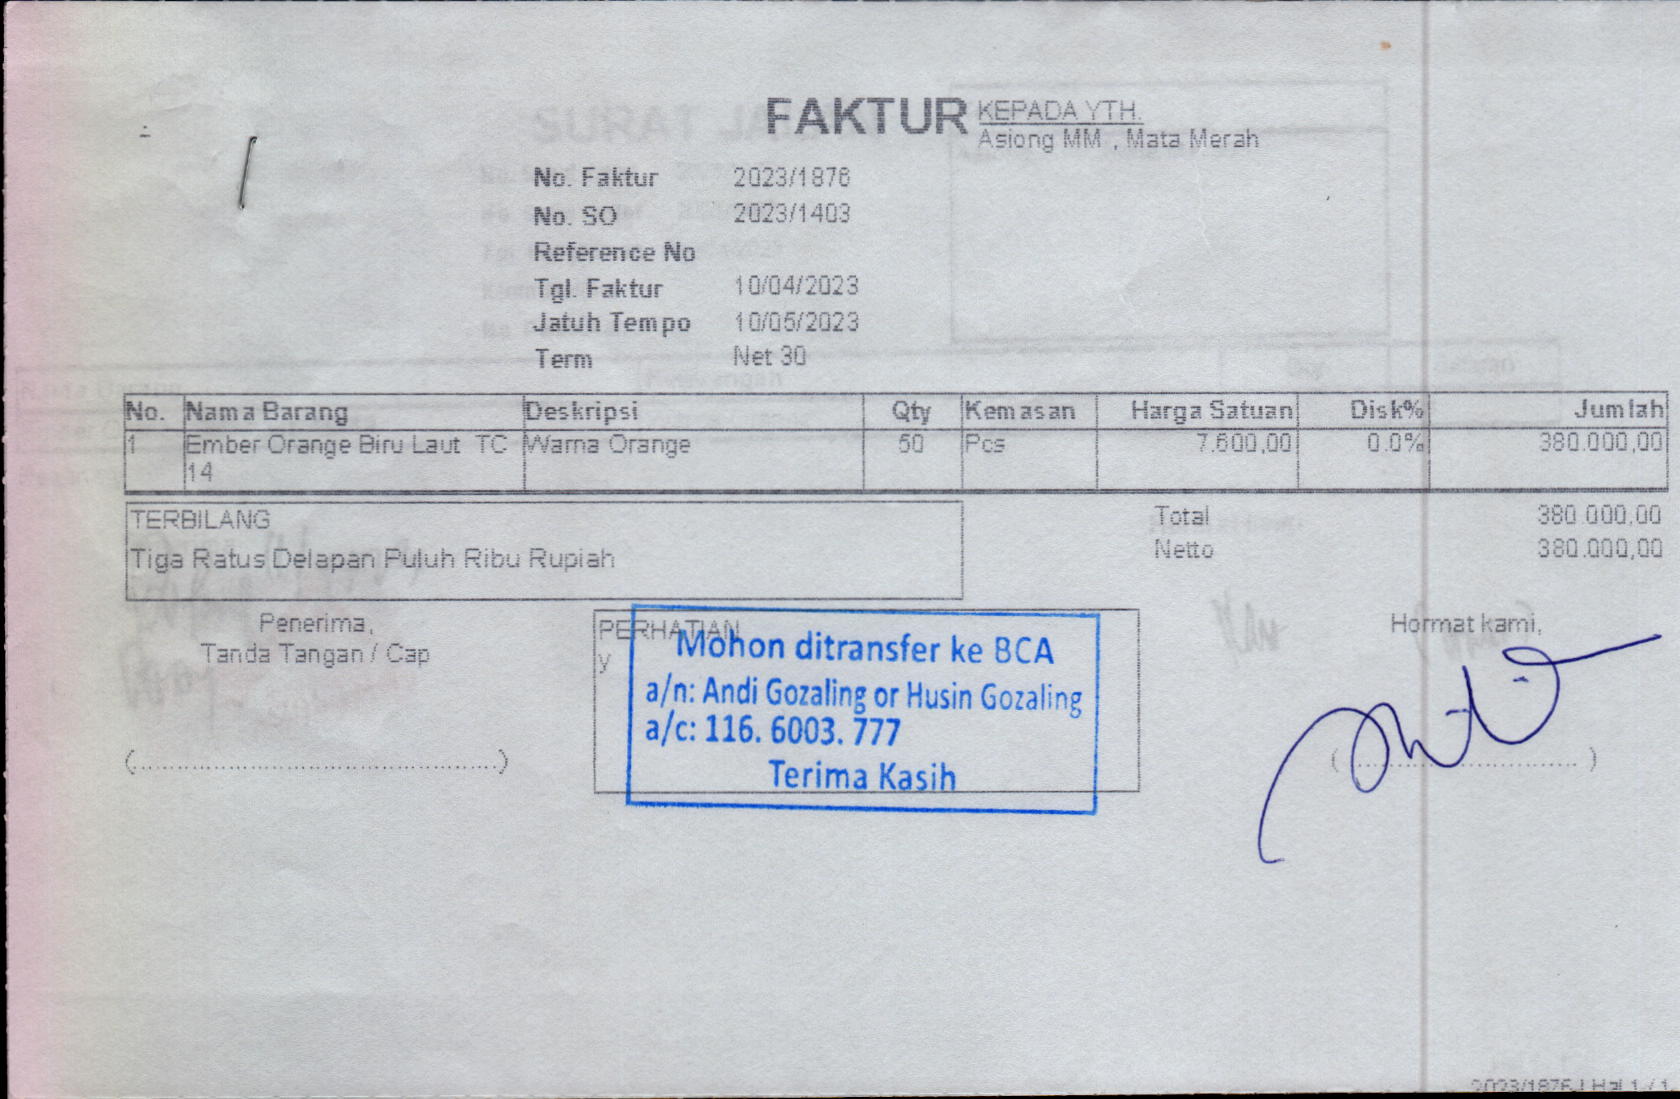 FAKTUR
KEPADA YTH.
Asiong MM , Mata Merah
No. Faktur 2023/1876
No. SO 2023/1403
Reference No
Tgl. Faktur 10/04/2023
Jatuh Tempo 10/05/2023
Term Net 30
No. Nama Barang Deskripsi Qty Kemasan Harga Satuan Disk% Jumlah
1 Ember Orange Biru Laut TC Warna Orange 50 Pcs 7.600,00 0.0% 380.000,00
14
TERBILANG
Tiga Ratus Delapan Puluh Ribu Rupiah
Total 380.000,00
Netto 380.000,00
Penerima,
Tanda Tangan / Cap
(................................................)
PERHATIAN
y
Mohon ditransfer ke BCA
a/n: Andi Gozaling or Husin Gozaling
a/c: 116. 6003. 777
Terima Kasih
Hormat kami,
(................................)
2023/1876 | Hal 1 / 1